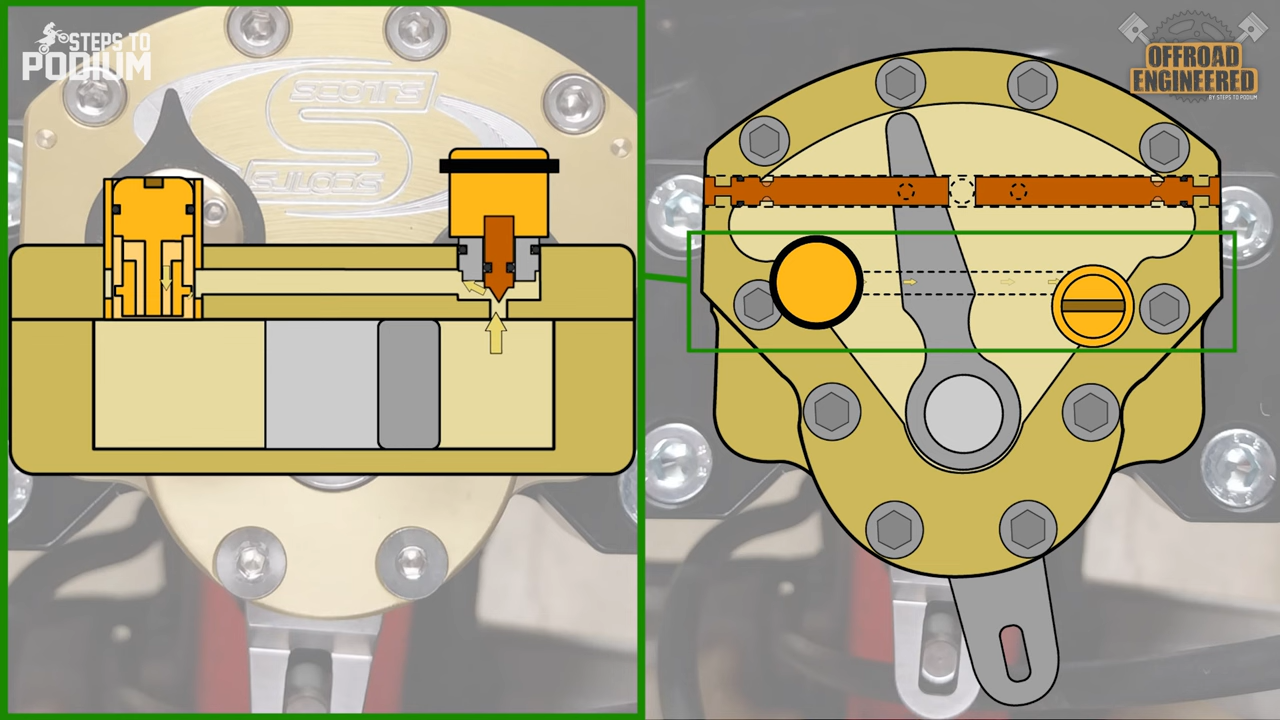 STEPS TO
PODIUM
SCOTTS
OFFROAD
ENGINEERED
BY STEPS TO PODIUM